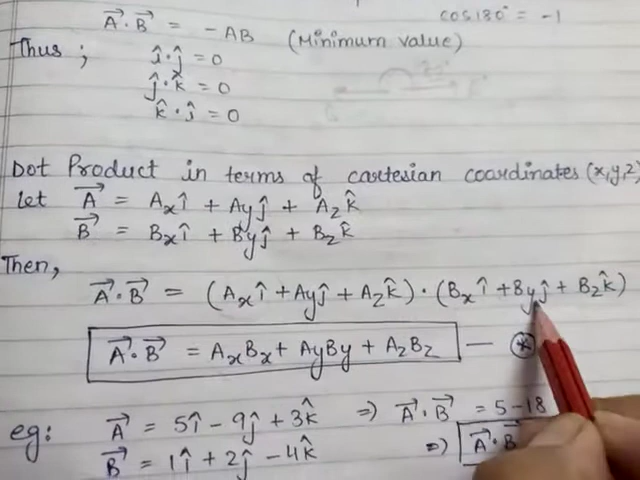 A⃗·B⃗ = - AB (Minimum value) cos180° = -1
Thus ; î·ĵ = 0
ĵ·k̂ = 0
k̂·î = 0
Dot Product in terms of cartesian coordinates (x,y,z)
let A⃗ = Axî + Ayĵ + Azk̂
B⃗ = Bxî + Byĵ + Bzk̂
Then,
A⃗·B⃗ = (Axî + Ayĵ + Azk̂)·(Bxî + Byĵ + Bzk̂)
A⃗·B⃗ = AxBx + AyBy + AzBz — *
eg: A⃗ = 5î - 9ĵ + 3k̂ ⇒ A⃗·B⃗ = 5-18
B⃗ = 1î + 2ĵ - 4k̂ ⇒ A⃗·B⃗